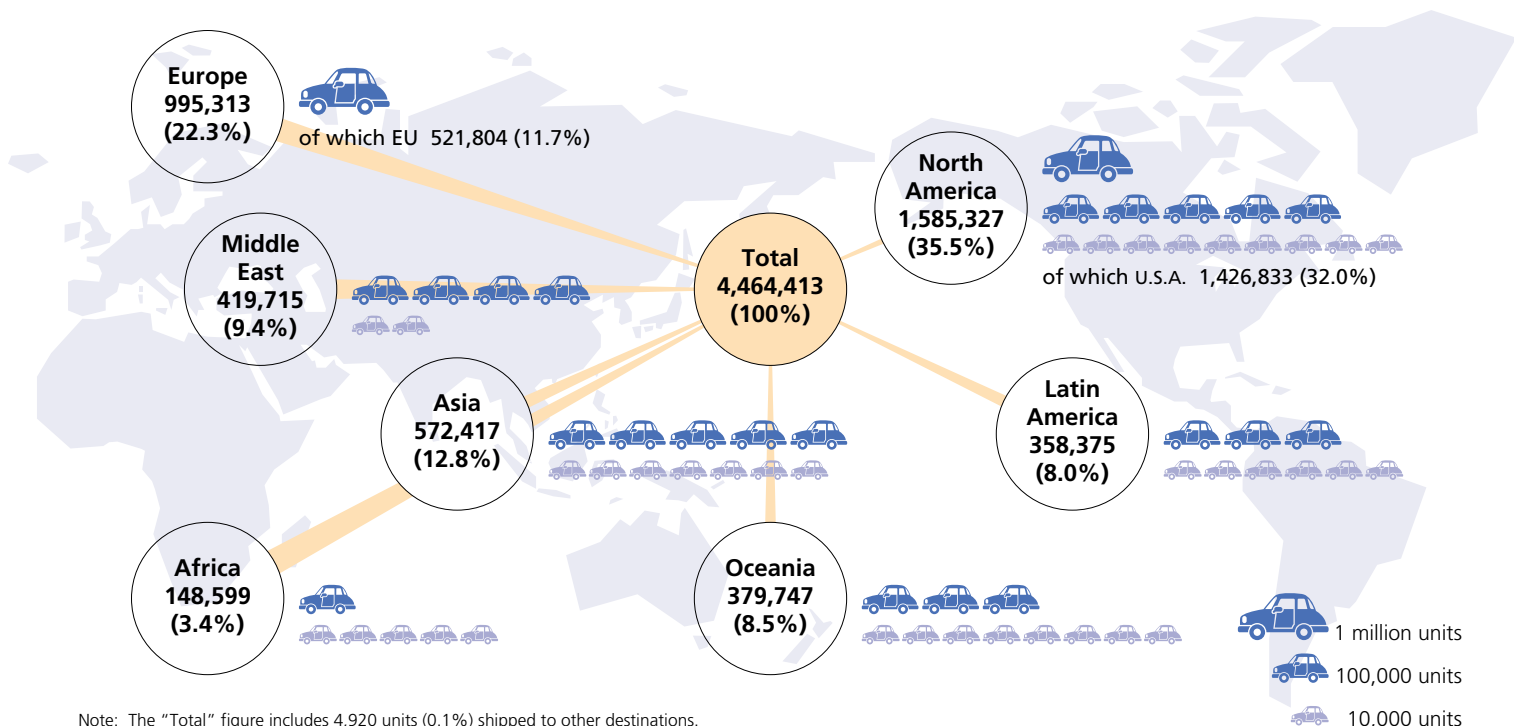 Europe
995,313
(22.3%)
of which EU 521,804 (11.7%)
North
America
1,585,327
(35.5%)
of which U.S.A. 1,426,833 (32.0%)
Middle
East
419,715
(9.4%)
Total
4,464,413
(100%)
Asia
572,417
(12.8%)
Latin
America
358,375
(8.0%)
Africa
148,599
(3.4%)
Oceania
379,747
(8.5%)
1 million units
100,000 units
10,000 units
Note: The “Total” figure includes 4,920 units (0.1%) shipped to other destinations.